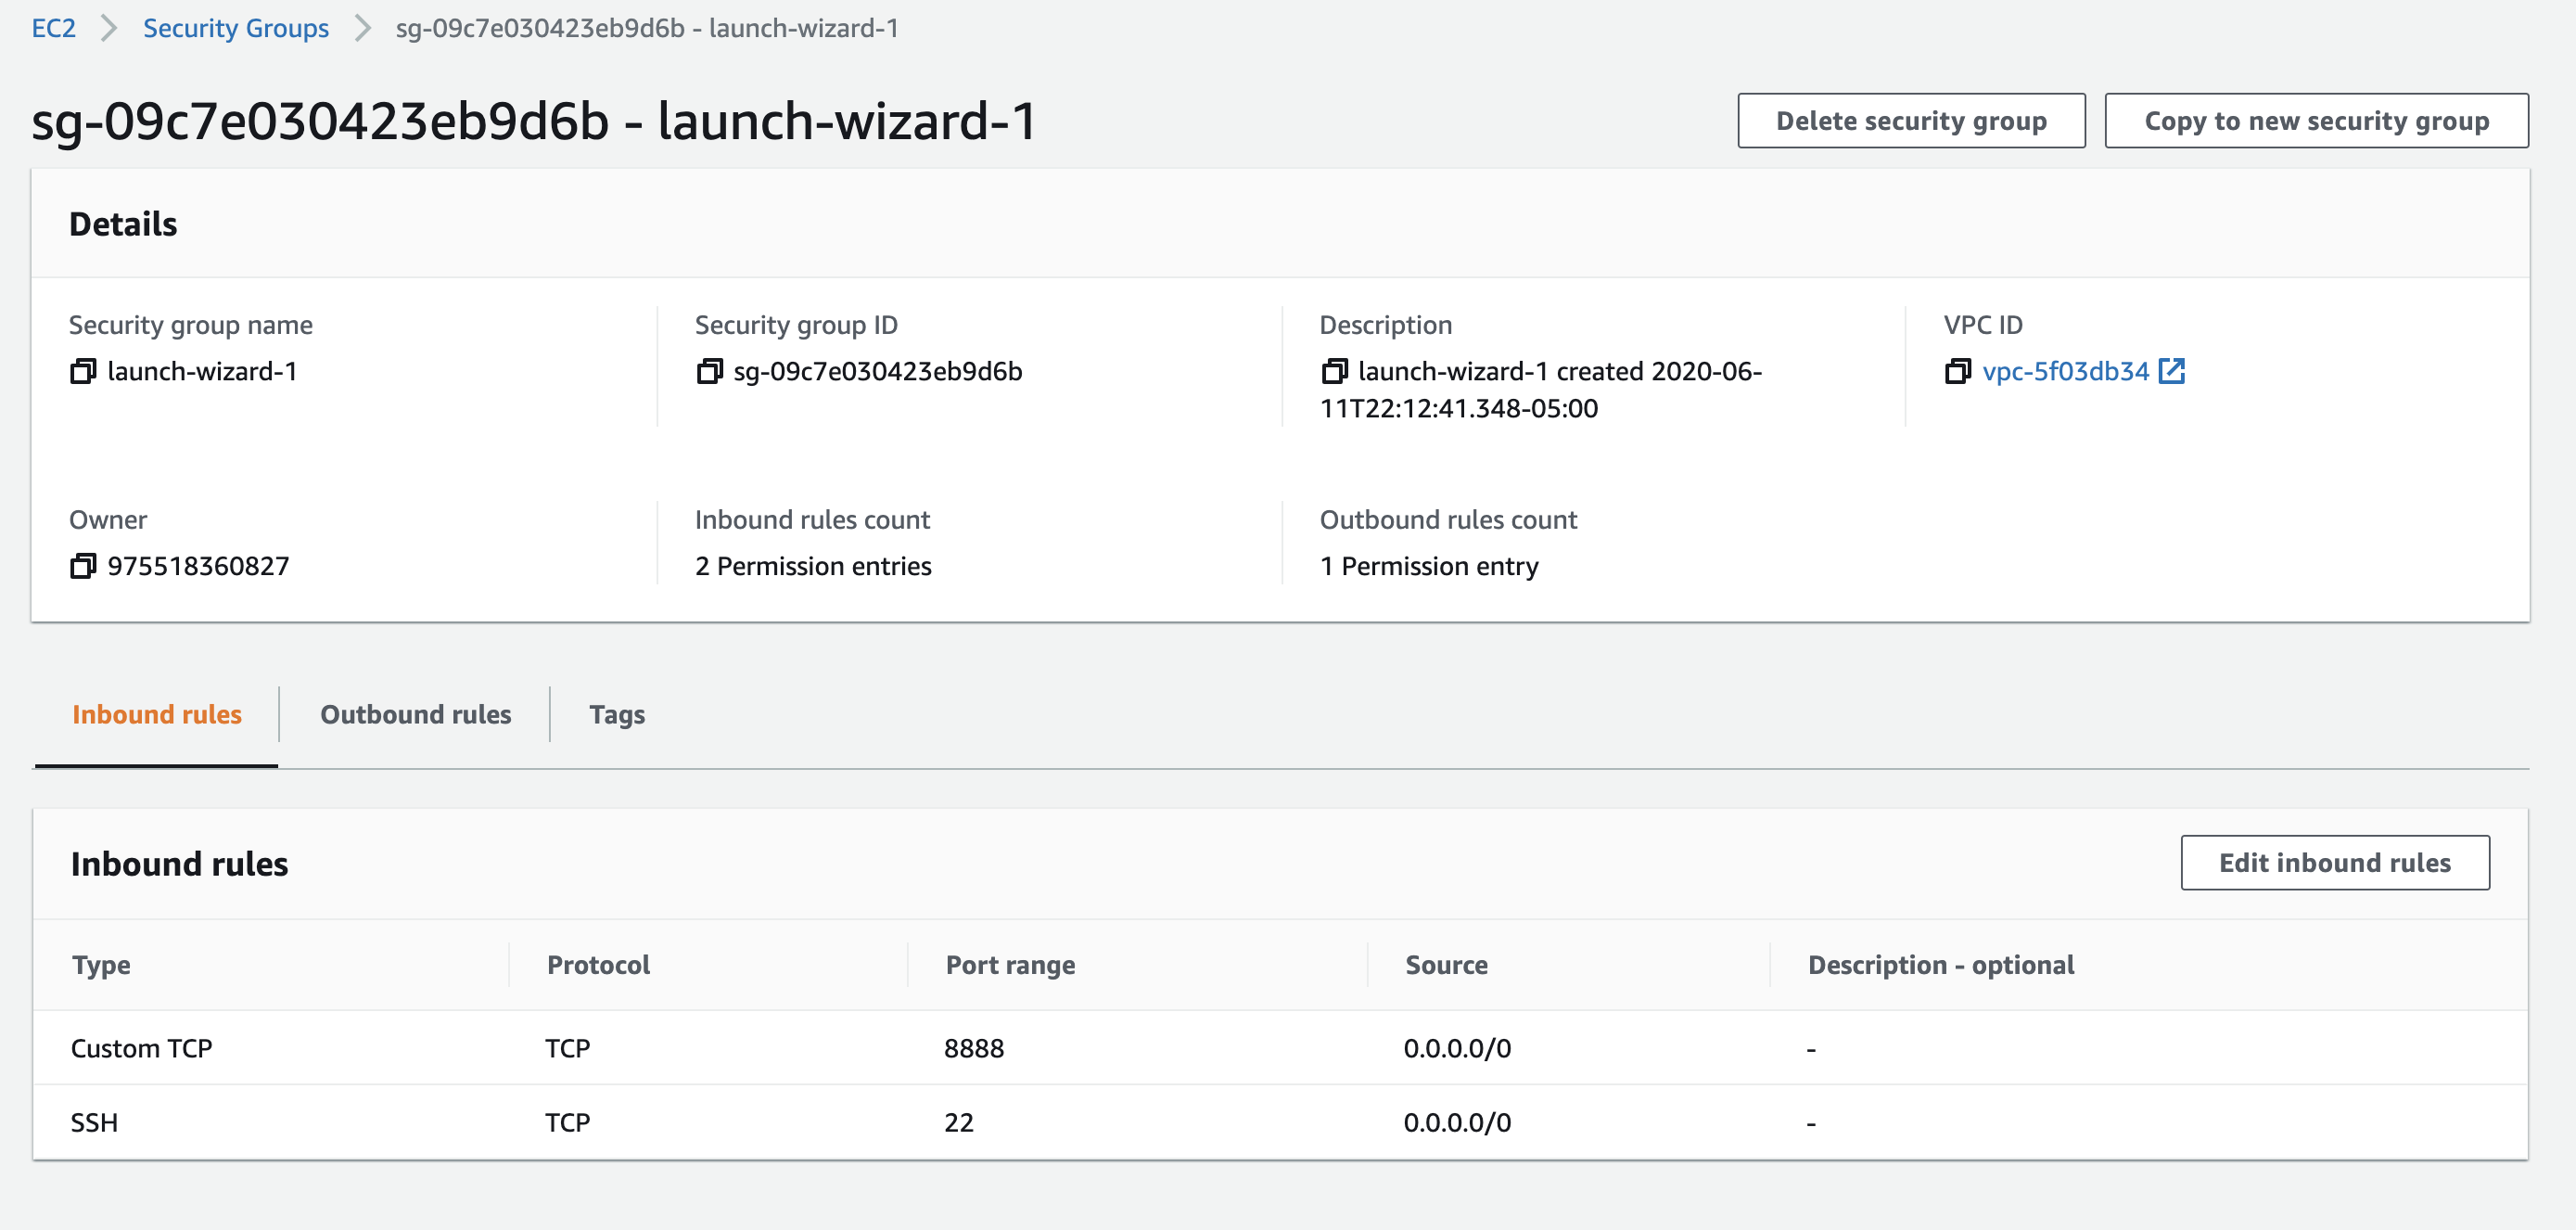 EC2 > Security Groups > sg-09c7e030423eb9d6b - launch-wizard-1
sg-09c7e030423eb9d6b - launch-wizard-1
Delete security group
Copy to new security group
Details
Security group name
launch-wizard-1
Security group ID
sg-09c7e030423eb9d6b
Description
launch-wizard-1 created 2020-06-
11T22:12:41.348-05:00
VPC ID
vpc-5f03db34
Owner
975518360827
Inbound rules count
2 Permission entries
Outbound rules count
1 Permission entry
Inbound rules
Outbound rules
Tags
Inbound rules
Edit inbound rules
Type Protocol Port range Source Description - optional
Custom TCP TCP 8888 0.0.0.0/0 -
SSH TCP 22 0.0.0.0/0 -